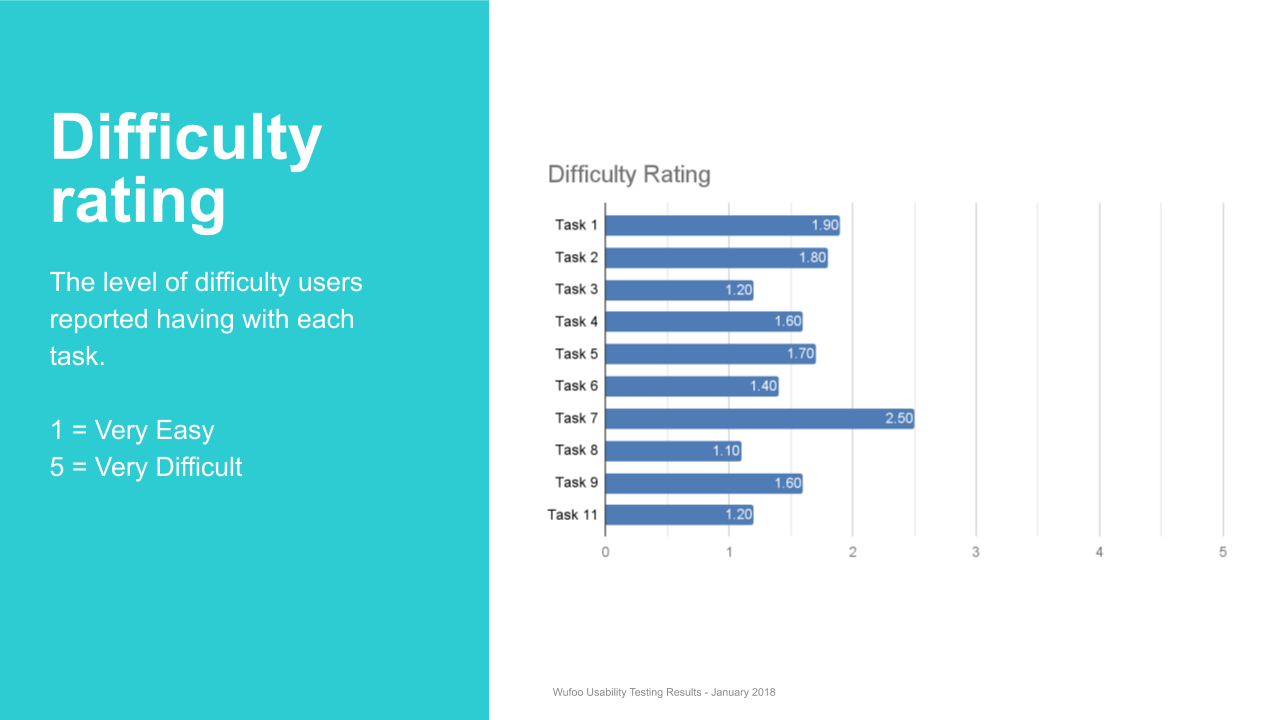 Difficulty
rating
The level of difficulty users
reported having with each
task.
1 = Very Easy
5 = Very Difficult
Difficulty Rating
Task 1 1.90
Task 2 1.80
Task 3 1.20
Task 4 1.60
Task 5 1.70
Task 6 1.40
Task 7 2.50
Task 8 1.10
Task 9 1.60
Task 11 1.20
0 1 2 3 4 5
Wufoo Usability Testing Results - January 2018